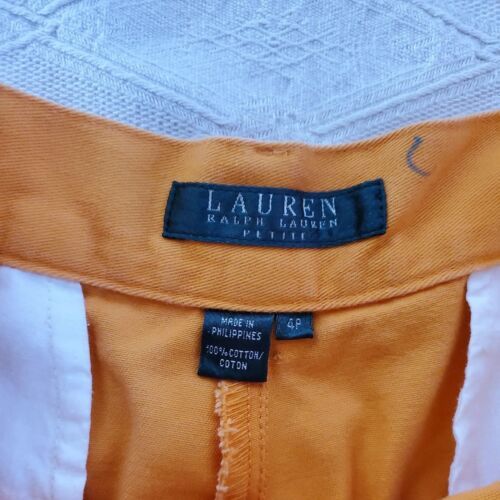 LAUREN
RALPH LAUREN
PETITE
MADE IN
PHILIPPINES
100% COTTON/
COTON
4P